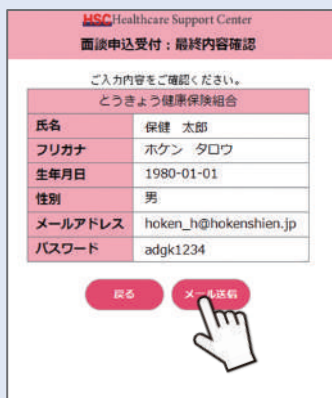 HSC Healthcare Support Center
面談申込受付：最終内容確認
ご入力内容をご確認ください。
とうきょう健康保険組合
氏名 保健 太郎
フリガナ ホケン タロウ
生年月日 1980-01-01
性別 男
メールアドレス hoken_h@hokenshien.jp
パスワード adgk1234
戻る メール送信